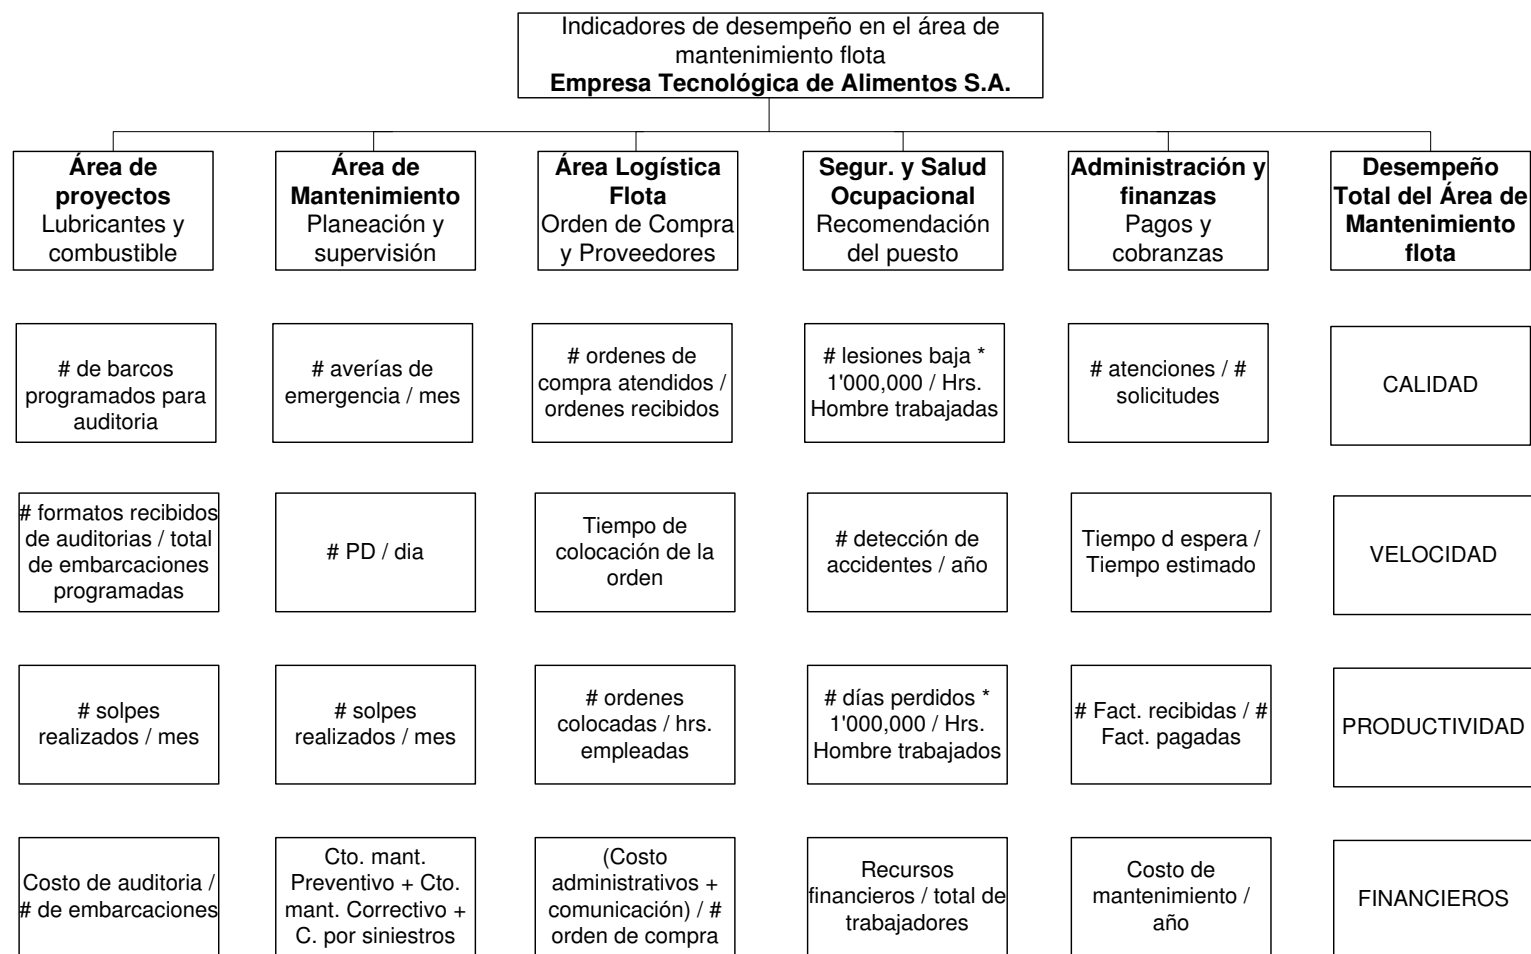 Indicadores de desempeño en el área de
mantenimiento flota
Empresa Tecnológica de Alimentos S.A.
Área de
proyectos
Lubricantes y
combustible
Área de
Mantenimiento
Planeación y
supervisión
Área Logística
Flota
Orden de Compra
y Proveedores
Segur. y Salud
Ocupacional
Recomendación
del puesto
Administración y
finanzas
Pagos y
cobranzas
Desempeño
Total del Área de
Mantenimiento
flota
# de barcos
programados para
auditoria
# averías de
emergencia / mes
# ordenes de
compra atendidos /
ordenes recibidos
# lesiones baja *
1'000,000 / Hrs.
Hombre trabajadas
# atenciones / #
solicitudes
CALIDAD
# formatos recibidos
de auditorias / total
de embarcaciones
programadas
# PD / dia
Tiempo de
colocación de la
orden
# detección de
accidentes / año
Tiempo d espera /
Tiempo estimado
VELOCIDAD
# solpes
realizados / mes
# solpes
realizados / mes
# ordenes
colocadas / hrs.
empleadas
# días perdidos *
1'000,000 / Hrs.
Hombre trabajados
# Fact. recibidas / #
Fact. pagadas
PRODUCTIVIDAD
Costo de auditoria /
# de embarcaciones
Cto. mant.
Preventivo + Cto.
mant. Correctivo +
C. por siniestros
(Costo
administrativos +
comunicación) / #
orden de compra
Recursos
financieros / total de
trabajadores
Costo de
mantenimiento /
año
FINANCIEROS